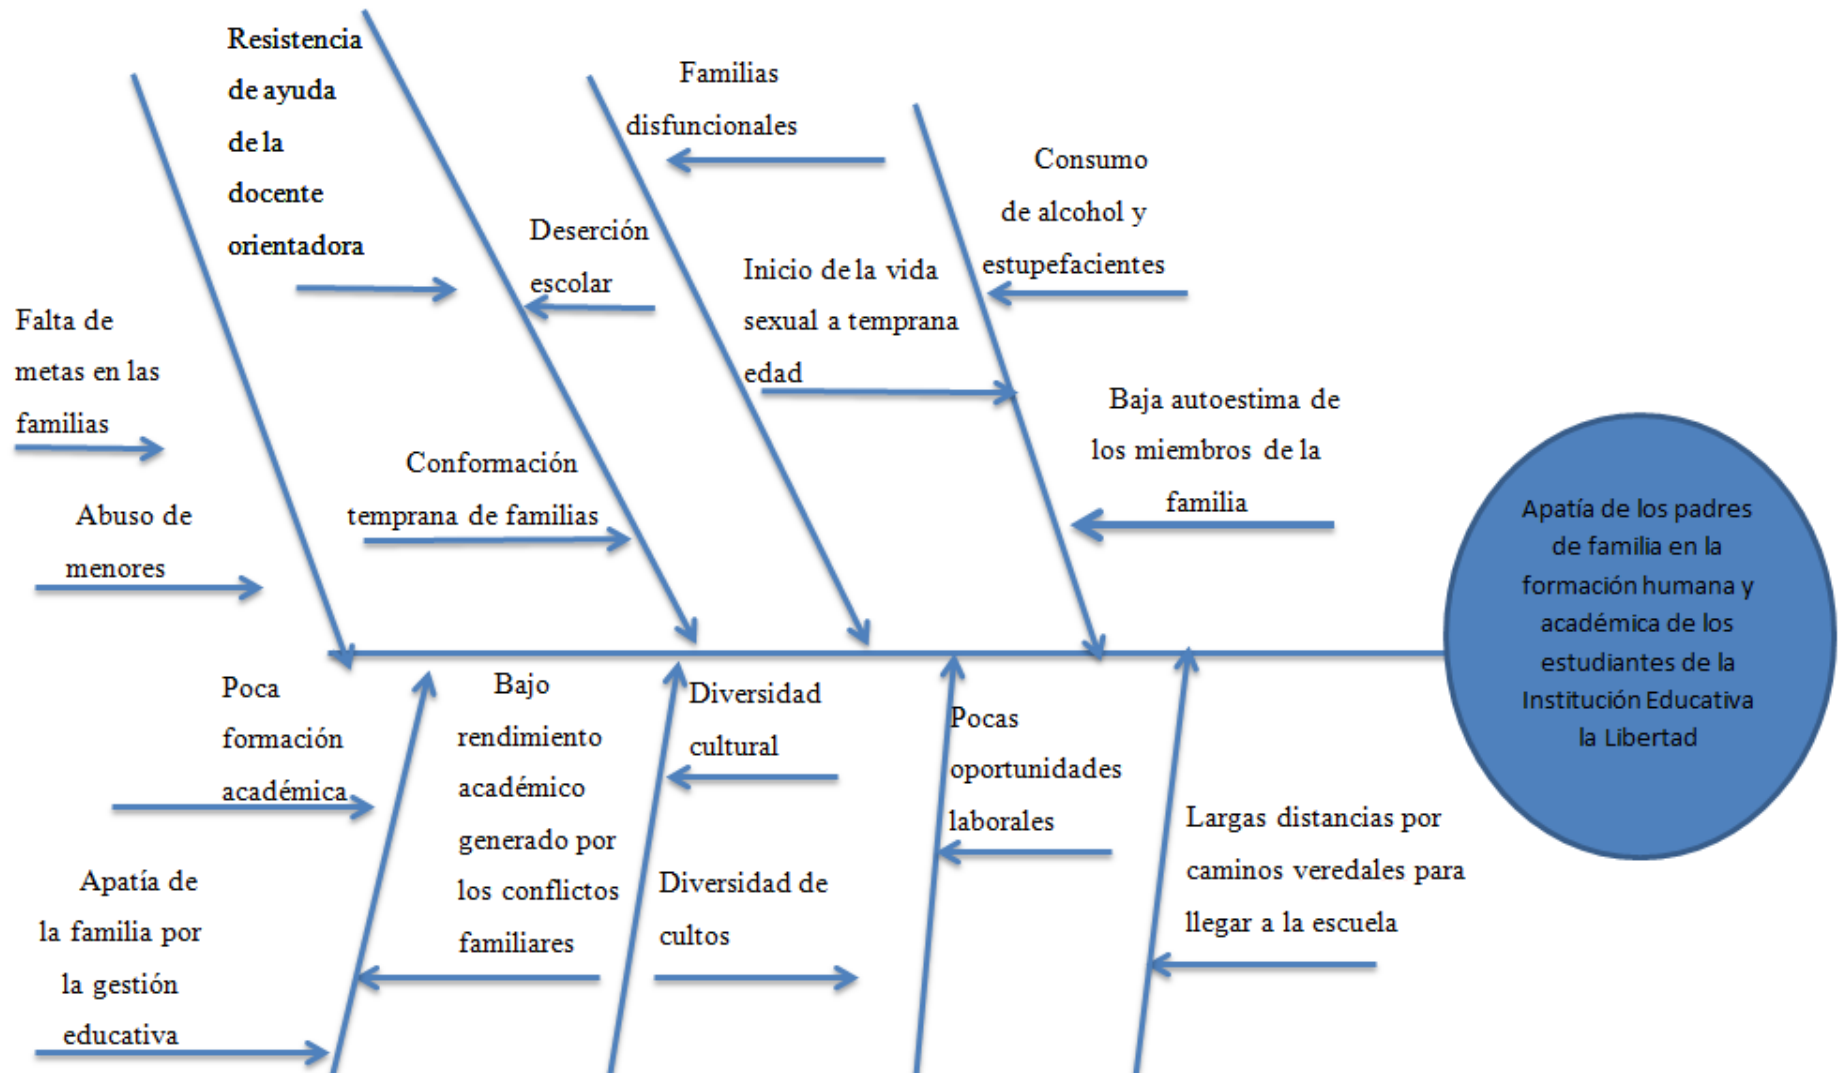 Resistencia
de ayuda
de la
docente
orientadora
Familias
disfuncionales
Consumo
de alcohol y
estupefacientes
Deserción
escolar
Inicio de la vida
sexual a temprana
edad
Falta de
metas en las
familias
Baja autoestima de
los miembros de la
familia
Conformación
temprana de familias
Abuso de
menores
Apatía de los padres
de familia en la
formación humana y
académica de los
estudiantes de la
Institución Educativa
la Libertad
Poca
formación
académica
Bajo
rendimiento
académico
generado por
los conflictos
familiares
Diversidad
cultural
Pocas
oportunidades
laborales
Largas distancias por
caminos veredales para
llegar a la escuela
Apatía de
la familia por
la gestión
educativa
Diversidad de
cultos